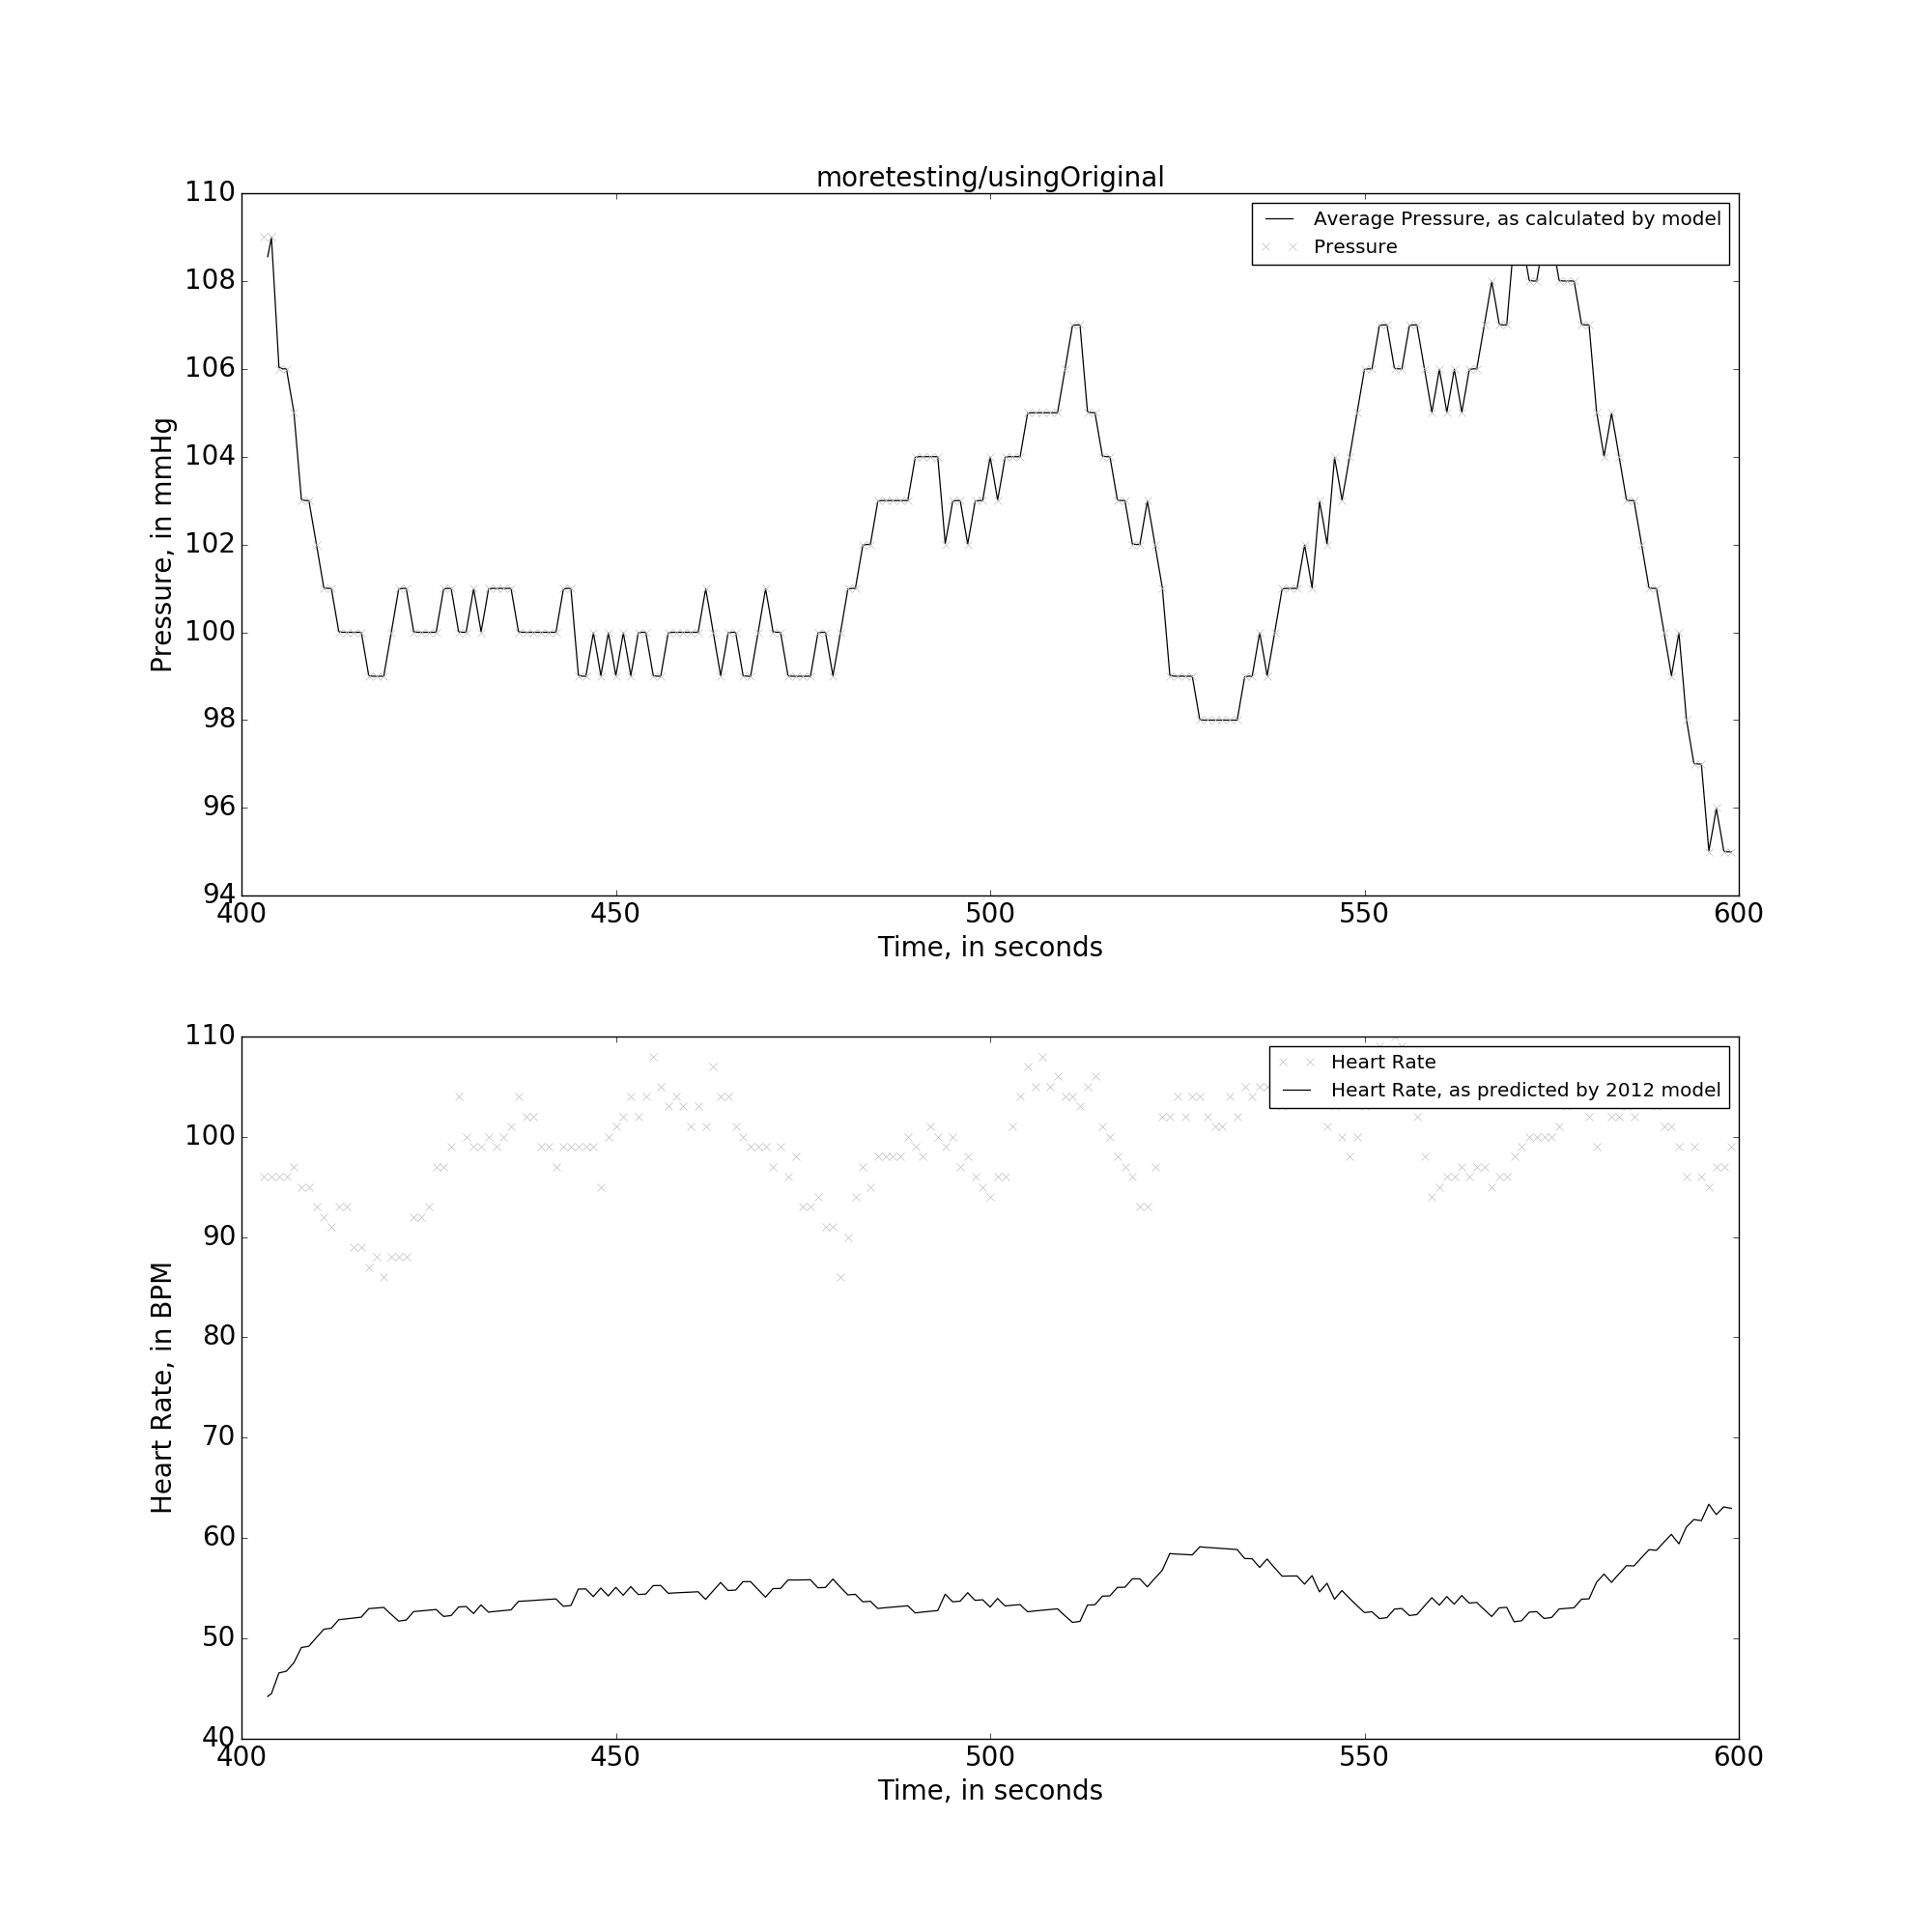 moretesting/usingOriginal
110
108
106
104
102
100
98
96
94
Pressure, in mmHg
Average Pressure, as calculated by model
Pressure
400 450 500 550 600
Time, in seconds
110
100
90
80
70
60
50
40
Heart Rate, in BPM
Heart Rate
Heart Rate, as predicted by 2012 model
400 450 500 550 600
Time, in seconds